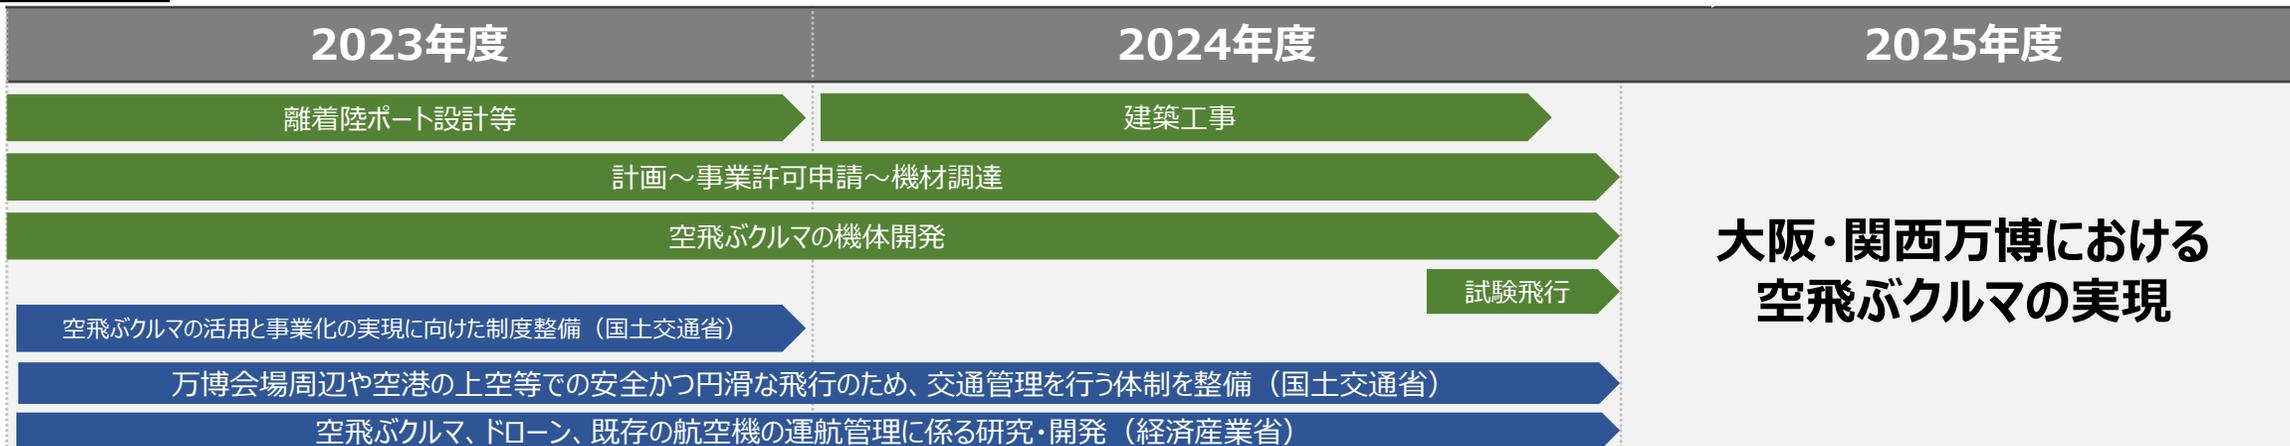 2023年度 2024年度 2025年度
離着陸ポート設計等 建築工事
計画～事業許可申請～機材調達
空飛ぶクルマの機体開発
試験飛行
大阪・関西万博における
空飛ぶクルマの実現
空飛ぶクルマの活用と事業化の実現に向けた制度整備（国土交通省）
万博会場周辺や空港の上空等での安全かつ円滑な飛行のため、交通管理を行う体制を整備（国土交通省）
空飛ぶクルマ、ドローン、既存の航空機の運航管理に係る研究・開発（経済産業省）